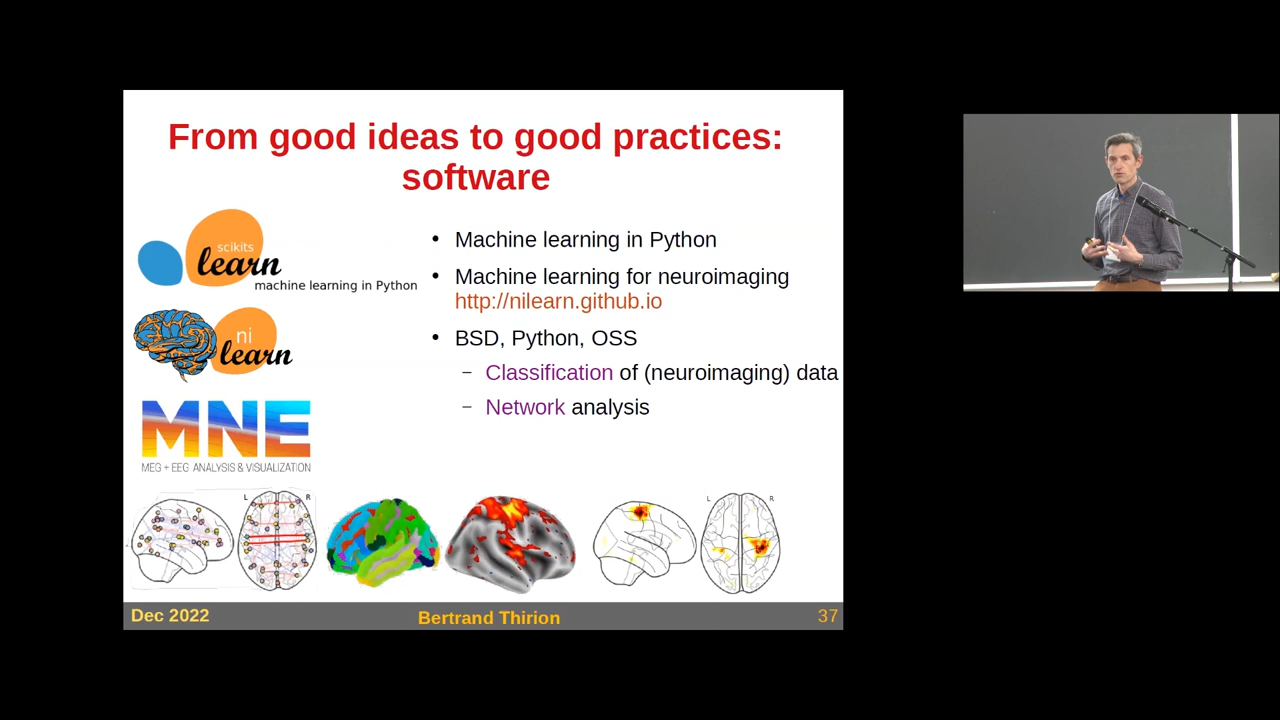 From good ideas to good practices:
software
scikits
learn
machine learning in Python
ni
learn
MNE
MEG + EEG ANALYSIS & VISUALIZATION
• Machine learning in Python
• Machine learning for neuroimaging
http://nilearn.github.io
• BSD, Python, OSS
– Classification of (neuroimaging) data
– Network analysis
L R
L R
Dec 2022
Bertrand Thirion
37